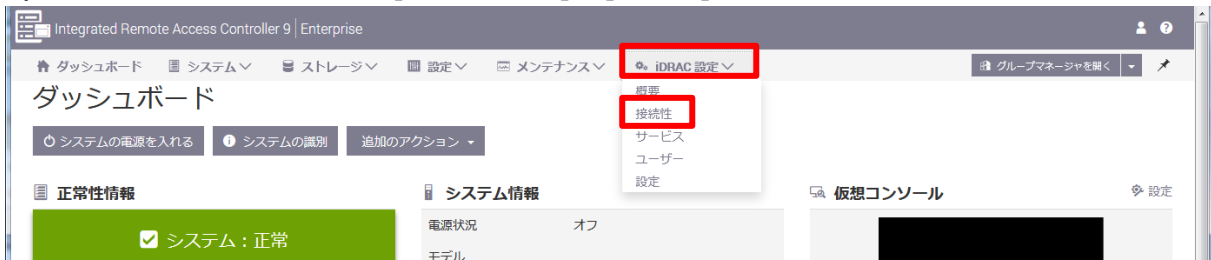 Integrated Remote Access Controller 9 | Enterprise
ダッシュボード システム ストレージ 設定 メンテナンス iDRAC 設定 グループマネージャを開く
ダッシュボード
概要
接続性
サービス
ユーザー
設定
システムの電源を入れる システムの識別 追加のアクション
正常性情報 システム情報 仮想コンソール 設定
システム：正常
電源状況 オフ
モデル